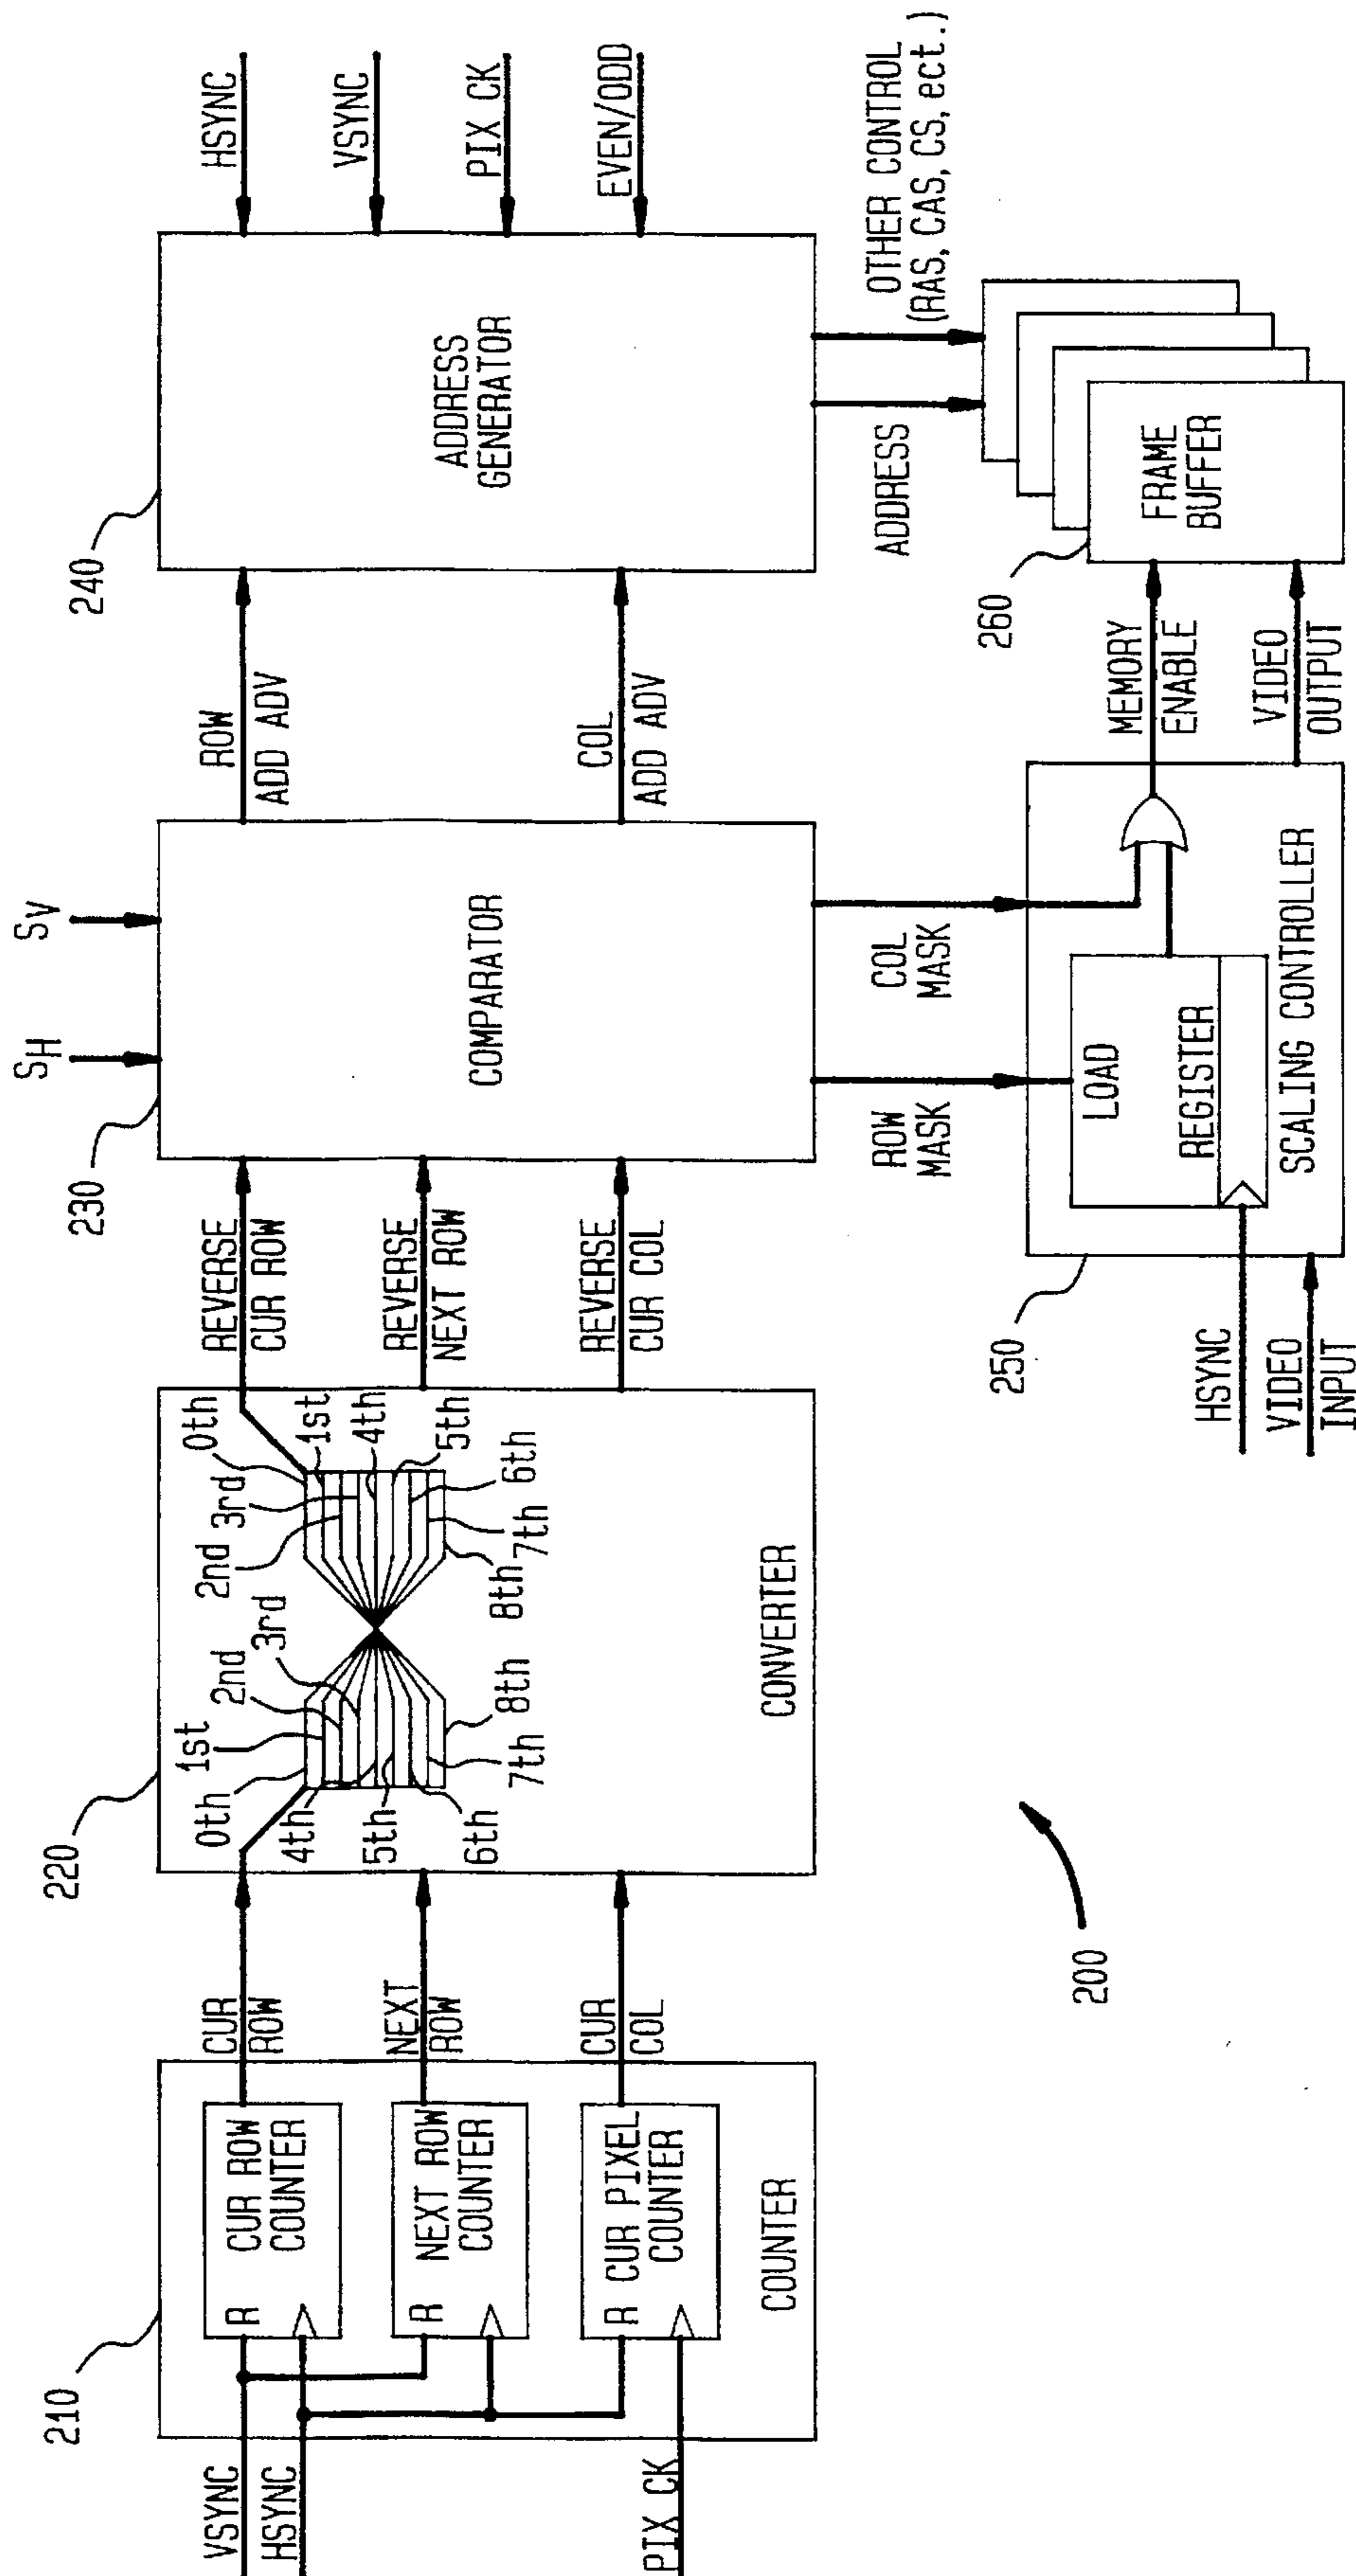 VSYNC
HSYNC
PIX CK
210
R
CUR ROW
COUNTER
R
NEXT ROW
COUNTER
R
CUR PIXEL
COUNTER
COUNTER
CUR
ROW
NEXT
ROW
CUR
COL
220
0th
1st
2nd
3rd
4th
5th
6th
7th
8th
0th
1st
2nd
3rd
4th
5th
6th
7th
8th
CONVERTER
REVERSE
CUR ROW
REVERSE
NEXT ROW
REVERSE
CUR COL
230
SH
SV
COMPARATOR
ROW
ADD ADV
COL
ADD ADV
240
ADDRESS
GENERATOR
HSYNC
VSYNC
PIX CK
EVEN/ODD
ROW
MASK
COL
MASK
ADDRESS
OTHER CONTROL
(RAS, CAS, CS, ect.)
250
HSYNC
VIDEO
INPUT
LOAD
REGISTER
SCALING CONTROLLER
MEMORY
ENABLE
VIDEO
OUTPUT
260
FRAME
BUFFER
200